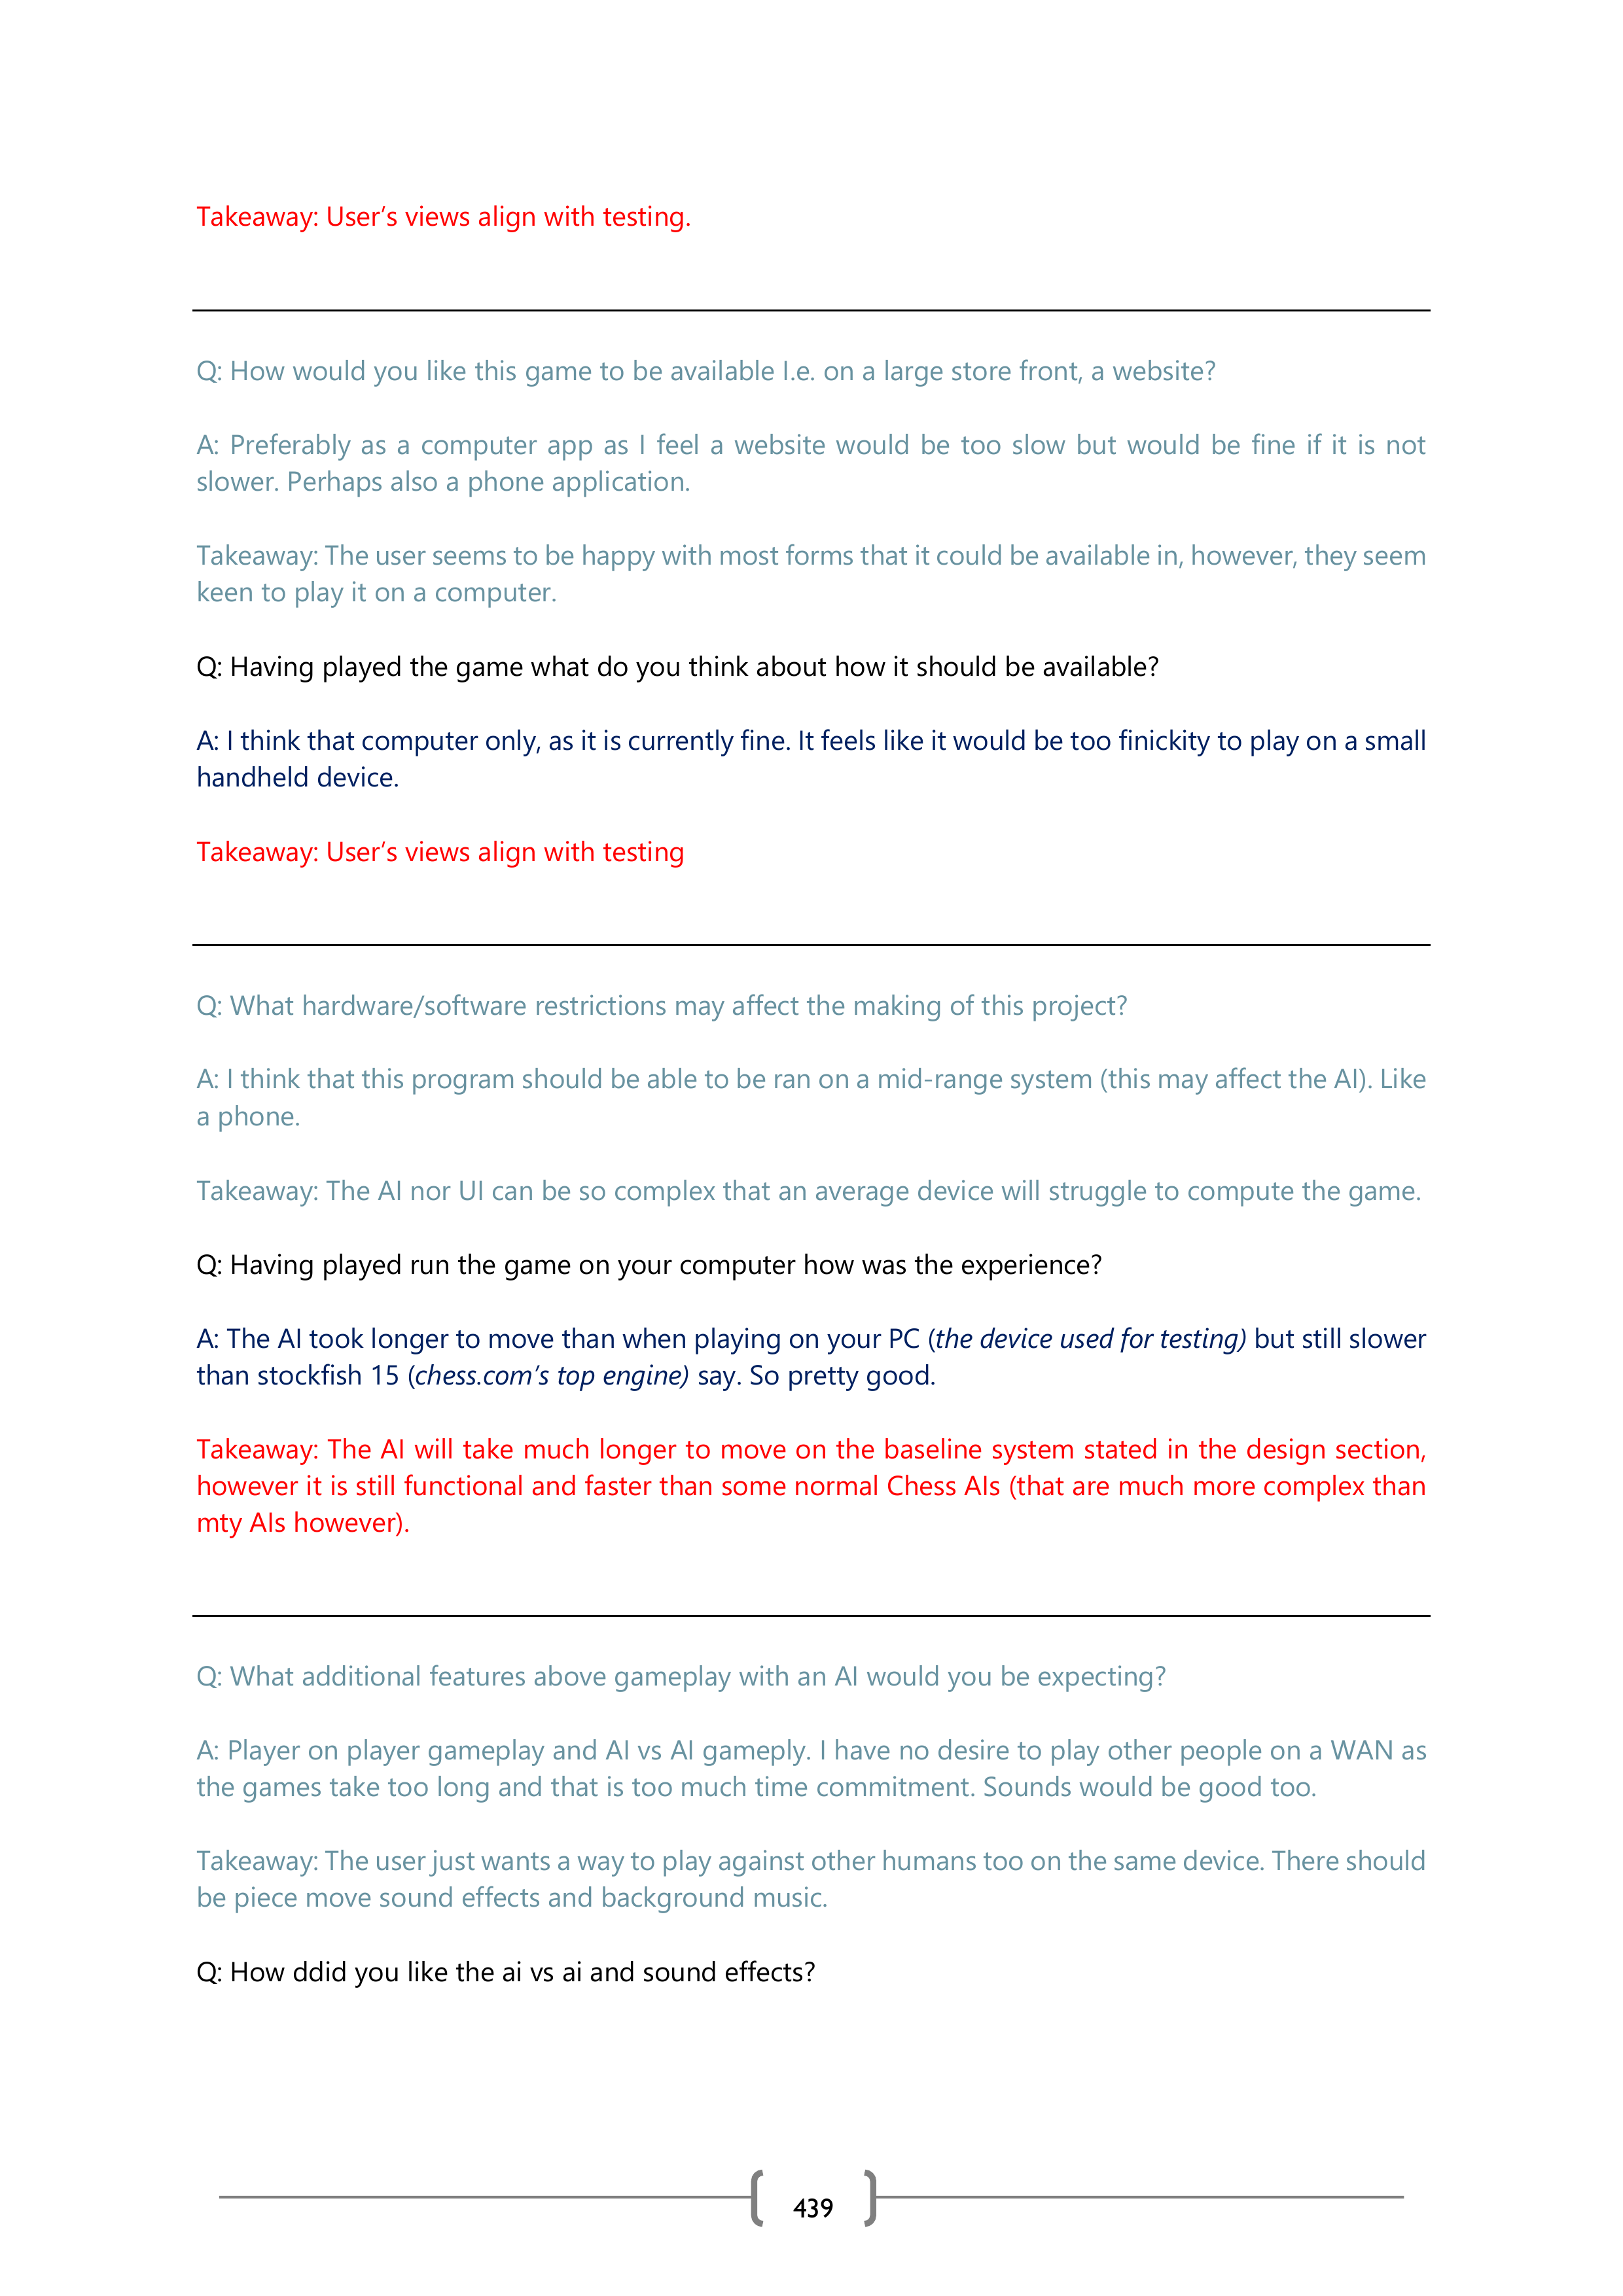 Takeaway: User’s views align with testing.
Q: How would you like this game to be available I.e. on a large store front, a website?
A: Preferably as a computer app as I feel a website would be too slow but would be fine if it is not
slower. Perhaps also a phone application.
Takeaway: The user seems to be happy with most forms that it could be available in, however, they seem
keen to play it on a computer.
Q: Having played the game what do you think about how it should be available?
A: I think that computer only, as it is currently fine. It feels like it would be too finickity to play on a small
handheld device.
Takeaway: User’s views align with testing
Q: What hardware/software restrictions may affect the making of this project?
A: I think that this program should be able to be ran on a mid-range system (this may affect the AI). Like
a phone.
Takeaway: The AI nor UI can be so complex that an average device will struggle to compute the game.
Q: Having played run the game on your computer how was the experience?
A: The AI took longer to move than when playing on your PC (the device used for testing) but still slower
than stockfish 15 (chess.com’s top engine) say. So pretty good.
Takeaway: The AI will take much longer to move on the baseline system stated in the design section,
however it is still functional and faster than some normal Chess AIs (that are much more complex than
mty AIs however).
Q: What additional features above gameplay with an AI would you be expecting?
A: Player on player gameplay and AI vs AI gameply. I have no desire to play other people on a WAN as
the games take too long and that is too much time commitment. Sounds would be good too.
Takeaway: The user just wants a way to play against other humans too on the same device. There should
be piece move sound effects and background music.
Q: How ddid you like the ai vs ai and sound effects?
439